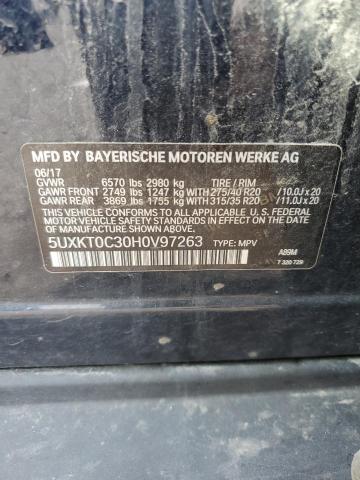 MFD BY BAYERISCHE MOTOREN WERKE AG
06/17
GVWR 6570 lbs 2980 kg TIRE / RIM
GAWR FRONT 2749 lbs 1247 kg WITH 275/40 R20 /10.0J x 20
GAWR REAR 3869 lbs 1755 kg WITH 315/35 R20 /11.0J x 20
THIS VEHICLE CONFORMS TO ALL APPLICABLE
U.S. FEDERAL MOTOR VEHICLE SAFETY
STANDARDS IN EFFECT ON THE DATE OF
MANUFACTURE SHOWN ABOVE.
5UXKT0C30H0V97263 TYPE: MPV
A89M
7 320 729